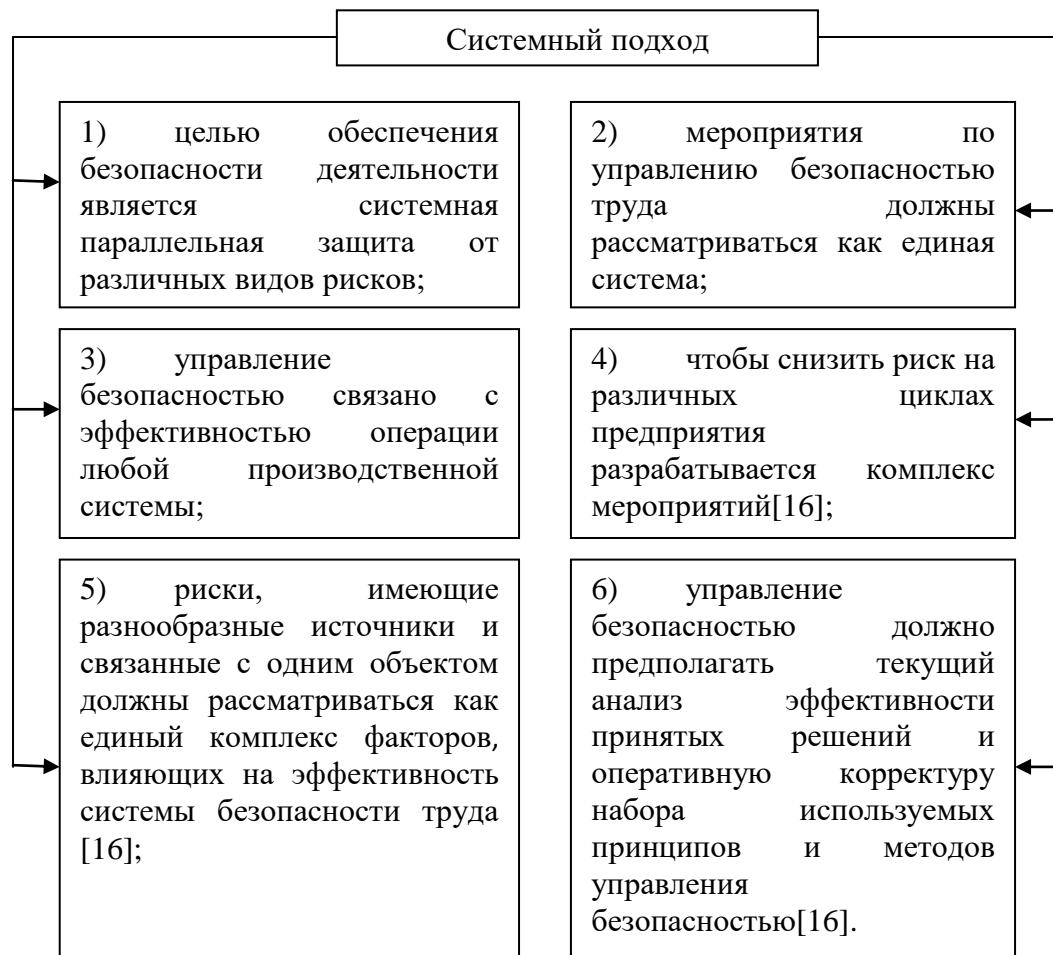 Системный подход
1) целью обеспечения
безопасности деятельности
является системная
параллельная защита от
различных видов рисков;
2) мероприятия по
управлению безопасностью
труда должны
рассматриваться как единая
система;
3) управление
безопасностью связано с
эффективностью операции
любой производственной
системы;
4) чтобы снизить риск на
различных циклах
предприятия
разрабатывается комплекс
мероприятий[16];
5) риски, имеющие
разнообразные источники и
связанные с одним объектом
должны рассматриваться как
единый комплекс факторов,
влияющих на эффективность
системы безопасности труда
[16];
6) управление
безопасностью должно
предполагать текущий
анализ эффективности
принятых решений и
оперативную корректуру
набора используемых
принципов и методов
управления
безопасностью[16].